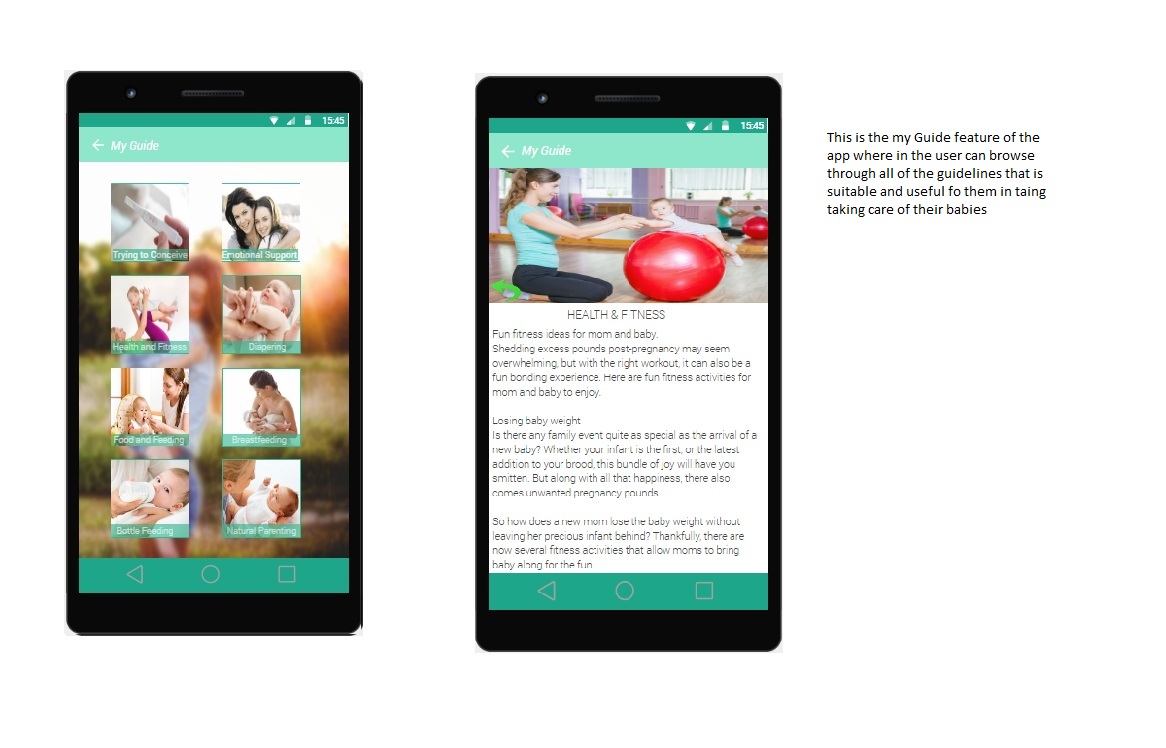 15:45
My Guide
Trying to Conceive
Emotional Support
Health and Fitness
Diapering
Food and Feeding
Breastfeeding
Bottle Feeding
Natural Parenting
15:45
My Guide
HEALTH & FITNESS
Fun fitness ideas for mom and baby.
Shedding excess pounds post-pregnancy may seem
overwhelming, but with the right workout, it can also be a
fun bonding experience. Here are fun fitness activities for
mom and baby to enjoy.
Losing baby weight
Is there any family event quite as special as the arrival of a
new baby? Whether your infant is the first, or the latest
addition to your brood, this bundle of joy will have you
smitten. But along with all that happiness, there also
comes unwanted pregnancy pounds
So how does a new mom lose the baby weight without
leaving her precious infant behind? Thankfully, there are
now several fitness activities that allow moms to bring
baby along for the fun
This is the my Guide feature of the
app where in the user can browse
through all of the guidelines that is
suitable and useful fo them in taing
taking care of their babies